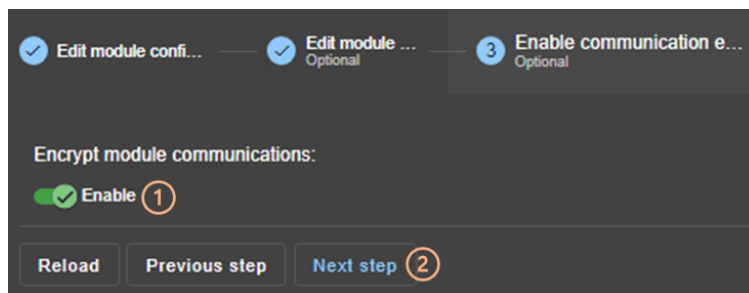 Edit module confi...
Edit module ...
Optional
3
Enable communication e...
Optional
Encrypt module communications:
Enable 1
Reload
Previous step
Next step 2